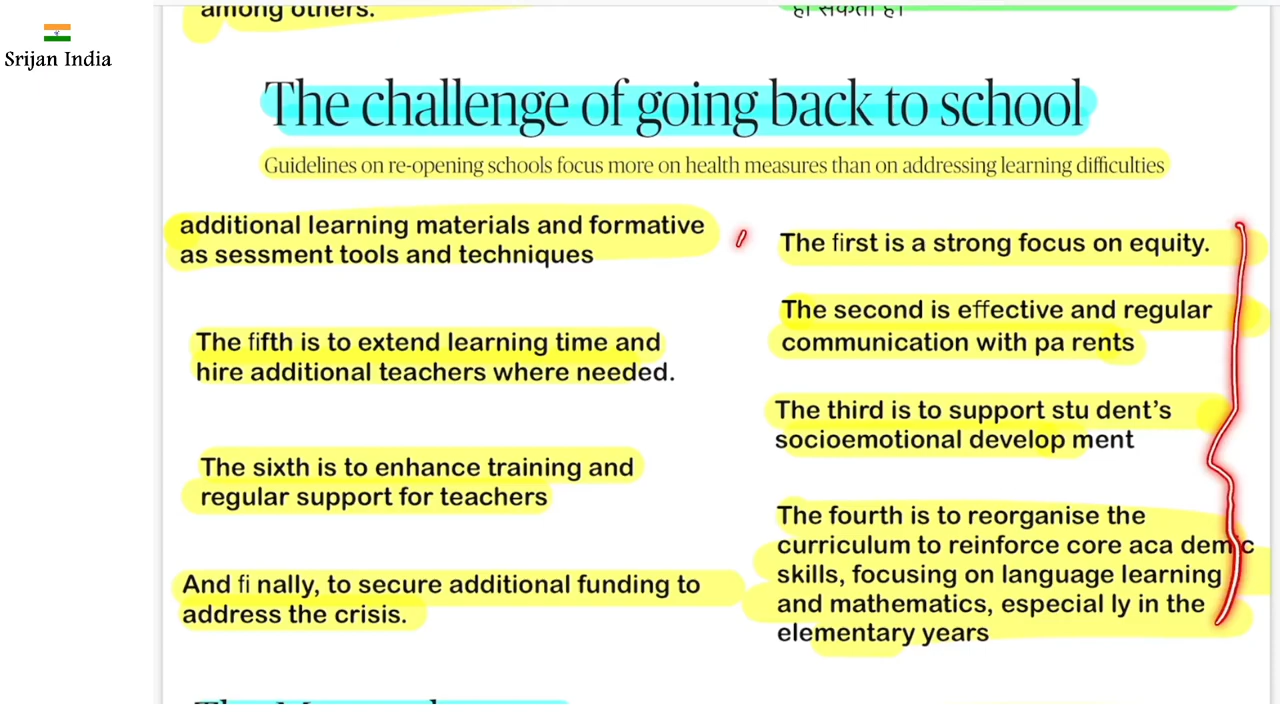 among others.
हो सकता है।
Srijan India
The challenge of going back to school
Guidelines on re-opening schools focus more on health measures than on addressing learning difficulties
additional learning materials and formative
as sessment tools and techniques
The fifth is to extend learning time and
hire additional teachers where needed.
The sixth is to enhance training and
regular support for teachers
And fi nally, to secure additional funding to
address the crisis.
The first is a strong focus on equity.
The second is effective and regular
communication with pa rents
The third is to support stu dent’s
socioemotional develop ment
The fourth is to reorganise the
curriculum to reinforce core aca demic
skills, focusing on language learning
and mathematics, especial ly in the
elementary years